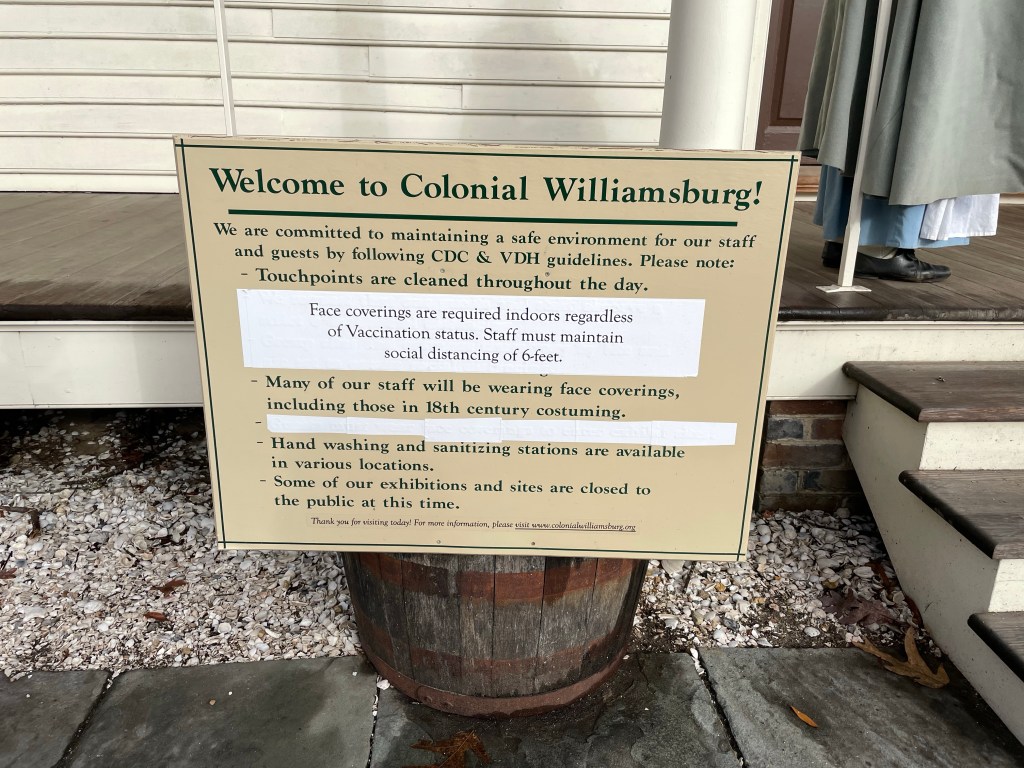 Welcome to Colonial Williamsburg!
We are committed to maintaining a safe environment for our staff
and guests by following CDC & VDH guidelines. Please note:
- Touchpoints are cleaned throughout the day.
Face coverings are required indoors regardless
of Vaccination status. Staff must maintain
social distancing of 6-feet.
- Many of our staff will be wearing face coverings,
including those in 18th century costuming.
-
- Hand washing and sanitizing stations are available
in various locations.
- Some of our exhibitions and sites are closed to
the public at this time.
Thank you for visiting today! For more information, please visit www.colonialwilliamsburg.org